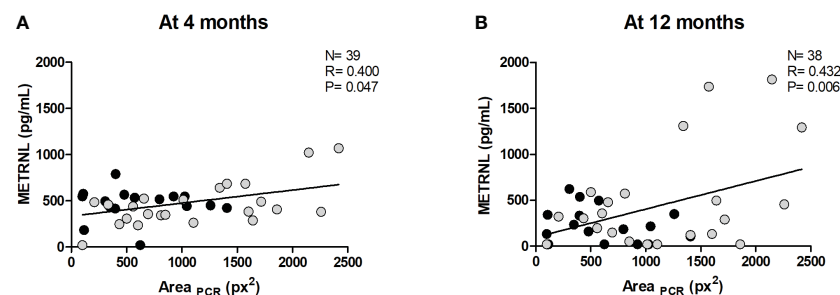 A
At 4 months
N= 39
R= 0.400
P= 0.047
METRNL (pg/mL)
2000
1500
1000
500
0
0
500
1000
1500
2000
2500
Area PCR (px²)
B
At 12 months
N= 38
R= 0.432
P= 0.006
METRNL (pg/mL)
2000
1500
1000
500
0
0
500
1000
1500
2000
2500
Area PCR (px²)